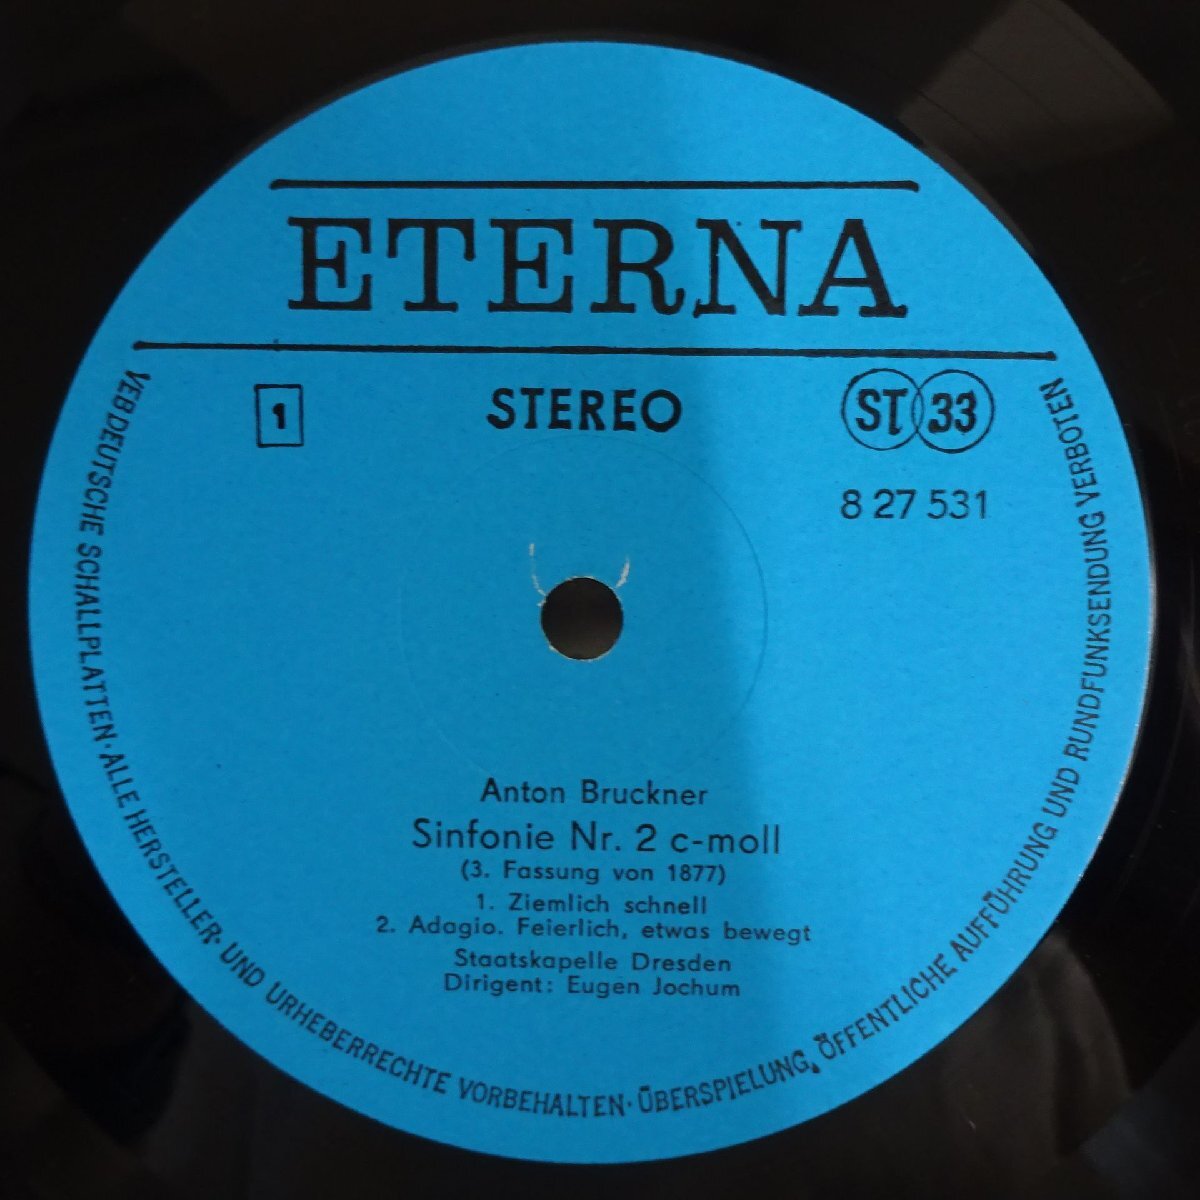 ETERNA
1
STEREO
ST 33
8 27 531
Anton Bruckner
Sinfonie Nr. 2 c-moll
(3. Fassung von 1877)
1. Ziemlich schnell
2. Adagio. Feierlich, etwas bewegt
Staatskapelle Dresden
Dirigent: Eugen Jochum
VEB DEUTSCHE SCHALLPLATTEN · ALLE HERSTELLER- UND URHEBERRECHTE VORBEHALTEN · ÜBERSPIELUNG, ÖFFENTLICHE AUFFÜHRUNG UND RUNDFUNKSENDUNG VERBOTEN